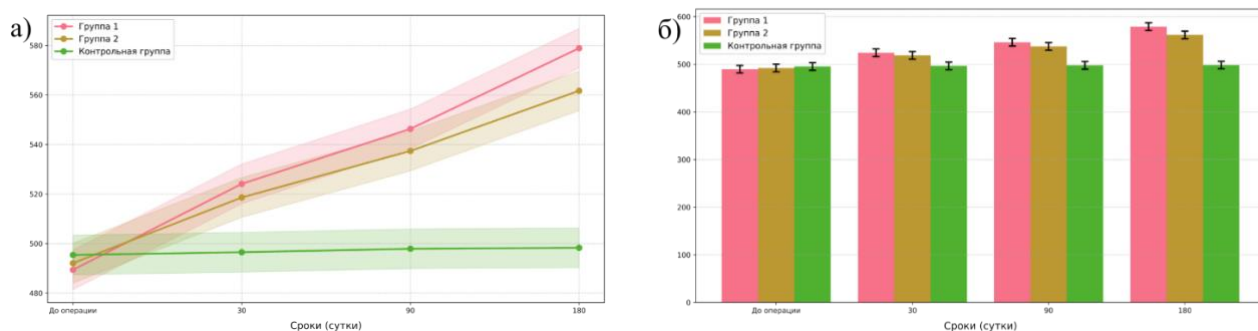 а)
Группа 1
Группа 2
Контрольная группа
580
560
540
520
500
480
До операции
30
90
180
Сроки (сутки)
б)
Группа 1
Группа 2
Контрольная группа
600
500
400
300
200
100
0
До операции
30
90
180
Сроки (сутки)